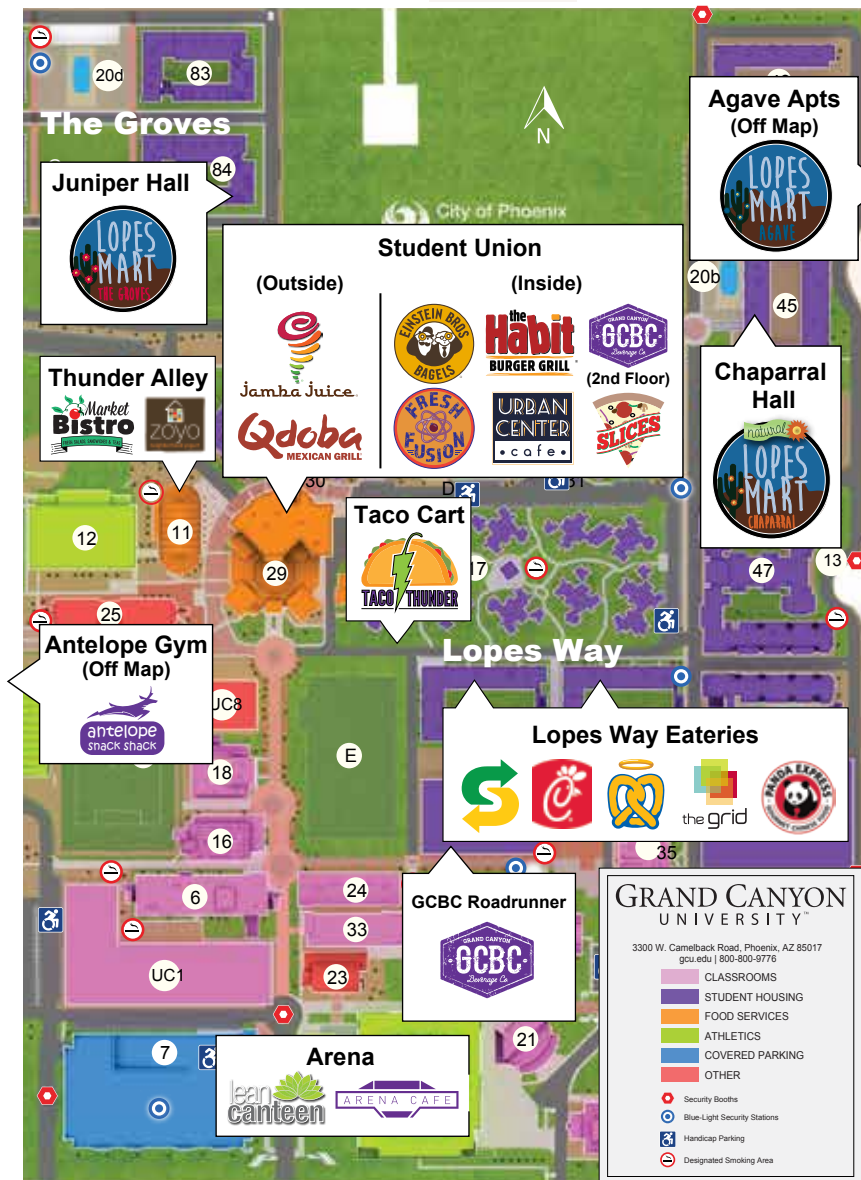 20d
83
The Groves
84
Agave Apts
(Off Map)
LOPES
MART
AGAVE
Juniper Hall
LOPES
MART
THE GROVES
City of Phoenix
N
Student Union
(Outside)
(Inside)
Jamba Juice
Qdoba
MEXICAN GRILL
EINSTEIN BROS
BAGELS
the
Habit
BURGER GRILL
GRAND CANYON
GCBC
Beverage Co.
(2nd Floor)
FRESH
FUSION
URBAN
CENTER
• cafe •
SLICES
20b
45
Thunder Alley
Market
Bistro
ZOYO
Chaparral
Hall
natural
LOPES
MART
CHAPARRAL
30
D
31
12
11
29
Taco Cart
TACO THUNDER
17
47
13
25
Antelope Gym
(Off Map)
antelope
snack shack
Lopes Way
UC8
18
E
Lopes Way Eateries
the grid
PANDA EXPRESS
GOURMET CHINESE FOOD
16
35
6
24
33
23
UC1
GCBC Roadrunner
GRAND CANYON
GCBC
Beverage Co.
21
7
Arena
lean
canteen
ARENA CAFE
GRAND CANYON
UNIVERSITY™
3300 W. Camelback Road, Phoenix, AZ 85017
gcu.edu | 800-800-9776
CLASSROOMS
STUDENT HOUSING
FOOD SERVICES
ATHLETICS
COVERED PARKING
OTHER
Security Booths
Blue-Light Security Stations
Handicap Parking
Designated Smoking Area